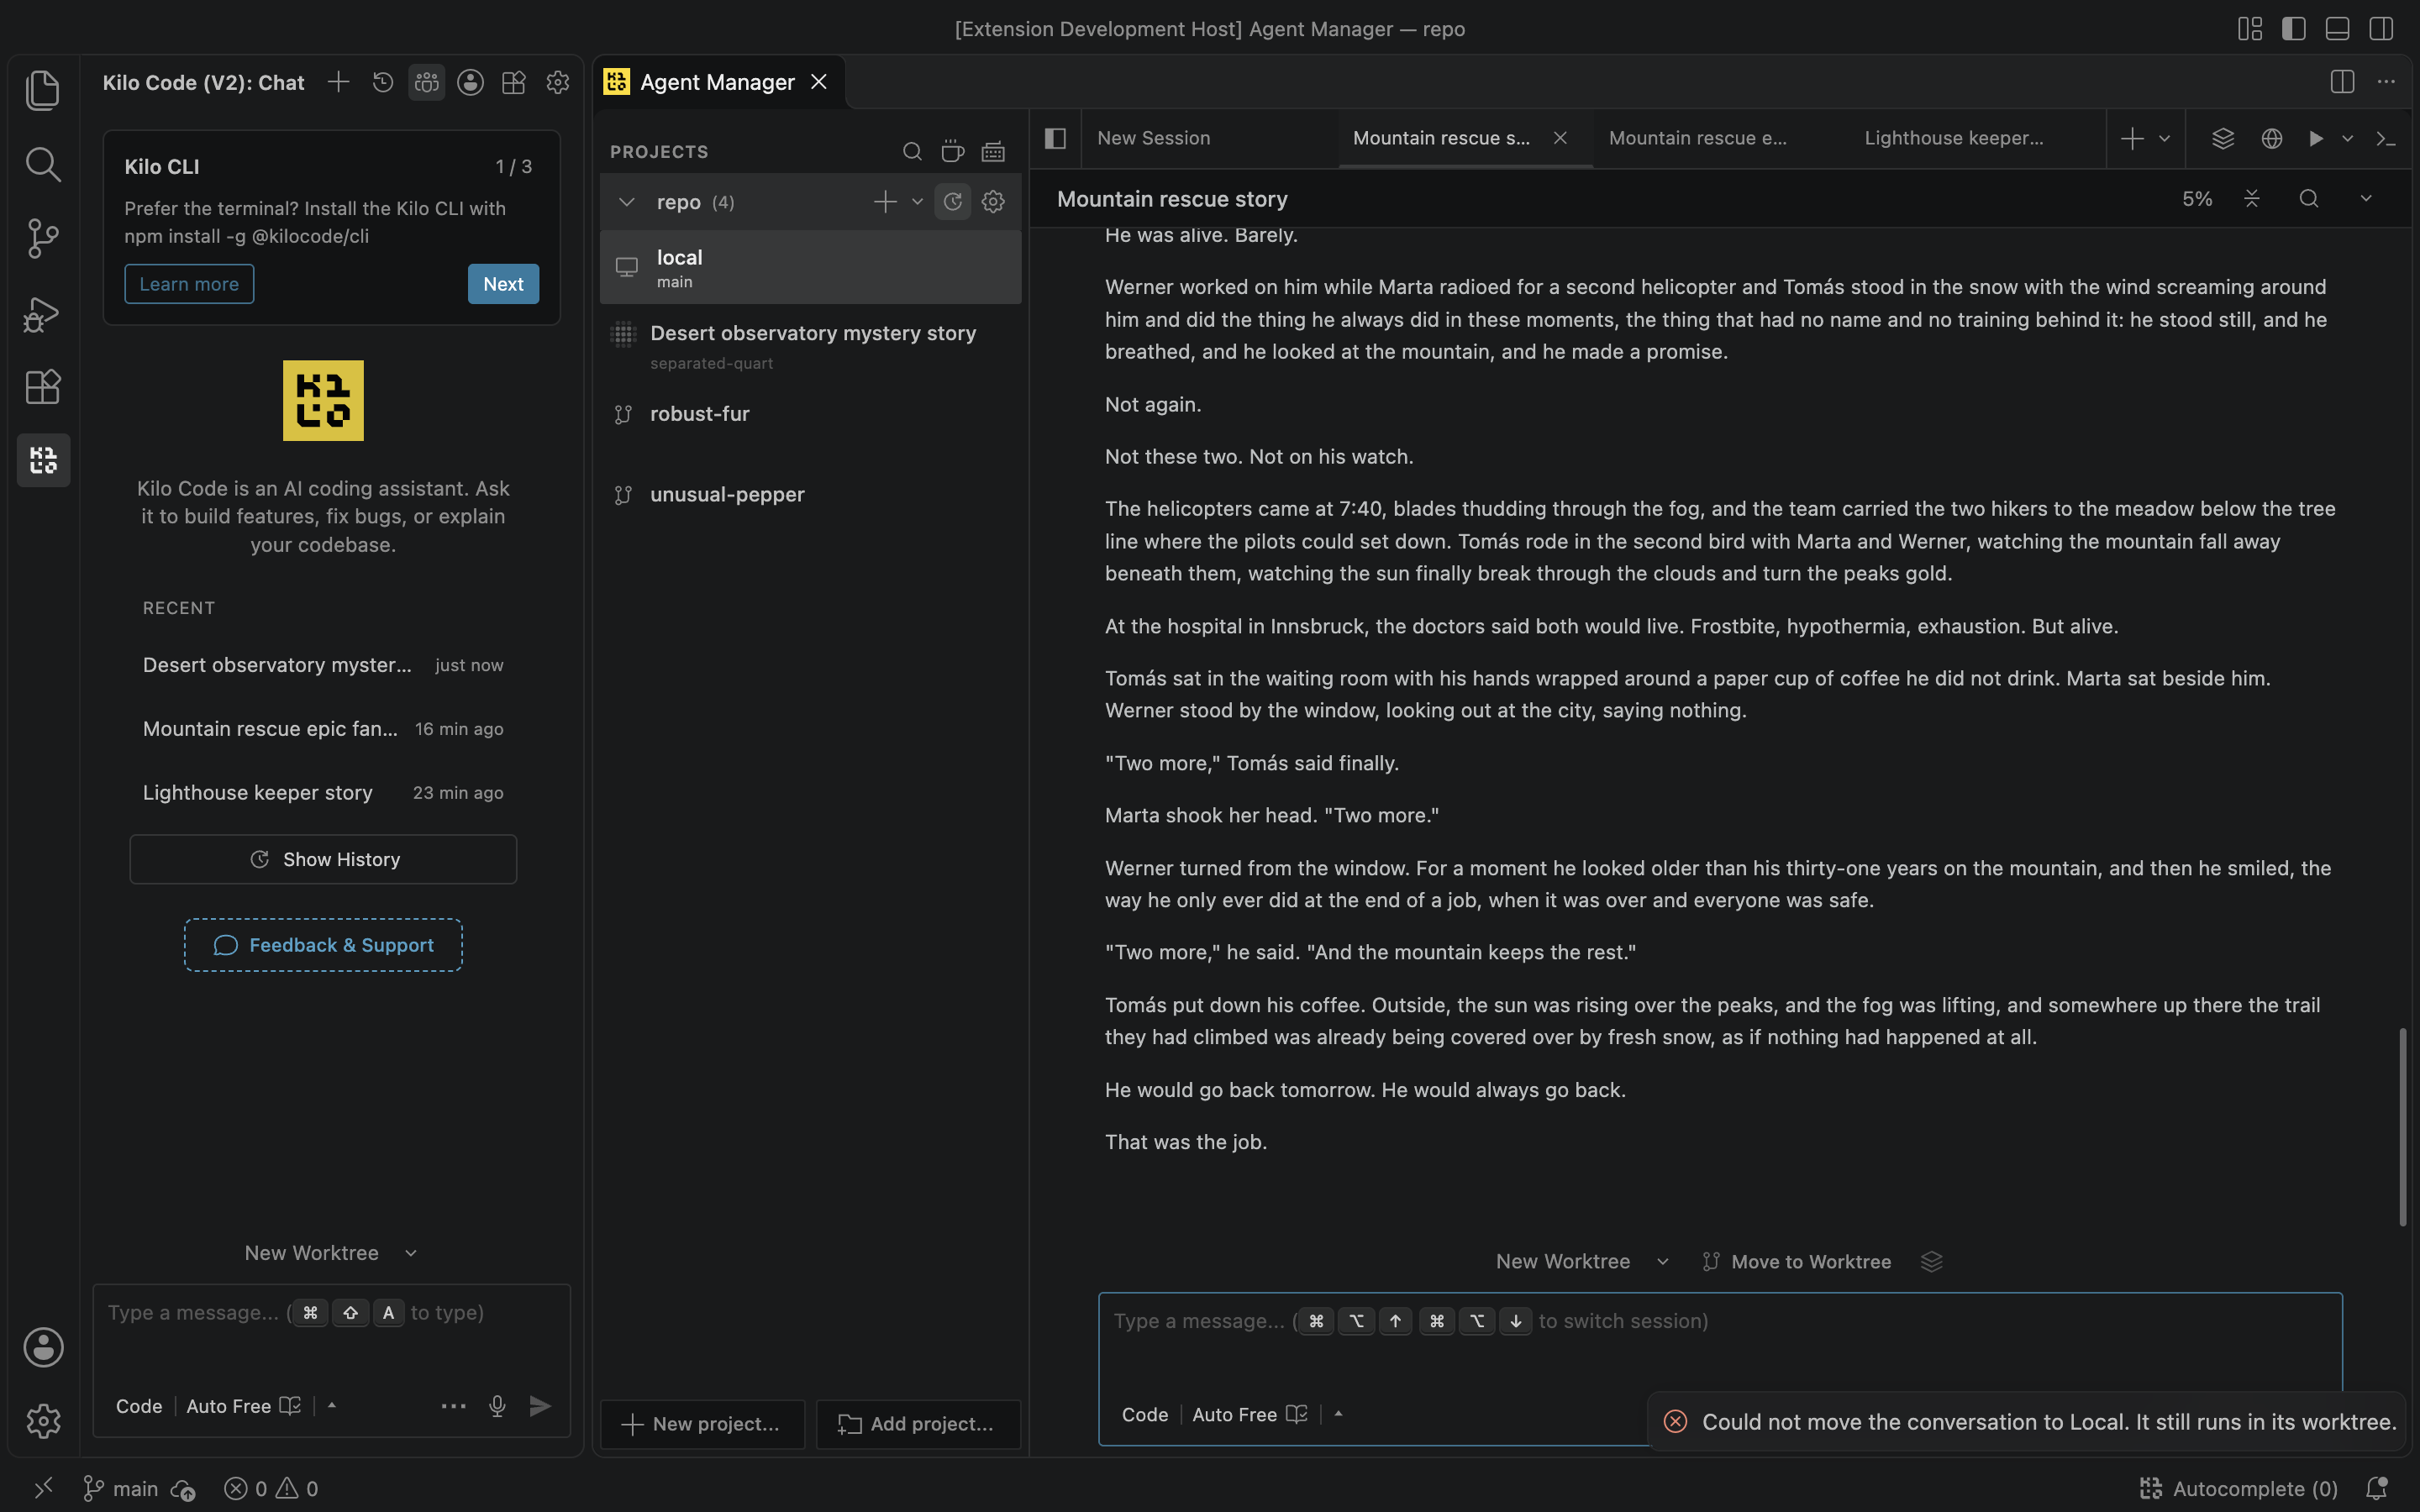 [Extension Development Host] Agent Manager — repo
Kilo Code (V2): Chat
Kilo CLI
1 / 3
Prefer the terminal? Install the Kilo CLI with
npm install -g @kilocode/cli
Learn more
Next
Kilo Code is an AI coding assistant. Ask
it to build features, fix bugs, or explain
your codebase.
RECENT
Desert observatory myster... just now
Mountain rescue epic fan... 16 min ago
Lighthouse keeper story 23 min ago
Show History
Feedback & Support
New Worktree
Type a message... (⌘ ⇧ A to type)
Code
Auto Free
Agent Manager
PROJECTS
repo (4)
local
main
Desert observatory mystery story
separated-quart
robust-fur
unusual-pepper
New project...
Add project...
New Session
Mountain rescue s...
Mountain rescue e...
Lighthouse keeper...
Mountain rescue story
5%
He was alive. Barely.
Werner worked on him while Marta radioed for a second helicopter and Tomás stood in the snow with the wind screaming around
him and did the thing he always did in these moments, the thing that had no name and no training behind it: he stood still, and he
breathed, and he looked at the mountain, and he made a promise.
Not again.
Not these two. Not on his watch.
The helicopters came at 7:40, blades thudding through the fog, and the team carried the two hikers to the meadow below the tree
line where the pilots could set down. Tomás rode in the second bird with Marta and Werner, watching the mountain fall away
beneath them, watching the sun finally break through the clouds and turn the peaks gold.
At the hospital in Innsbruck, the doctors said both would live. Frostbite, hypothermia, exhaustion. But alive.
Tomás sat in the waiting room with his hands wrapped around a paper cup of coffee he did not drink. Marta sat beside him.
Werner stood by the window, looking out at the city, saying nothing.
"Two more," Tomás said finally.
Marta shook her head. "Two more."
Werner turned from the window. For a moment he looked older than his thirty-one years on the mountain, and then he smiled, the
way he only ever did at the end of a job, when it was over and everyone was safe.
"Two more," he said. "And the mountain keeps the rest."
Tomás put down his coffee. Outside, the sun was rising over the peaks, and the fog was lifting, and somewhere up there the trail
they had climbed was already being covered over by fresh snow, as if nothing had happened at all.
He would go back tomorrow. He would always go back.
That was the job.
New Worktree
Move to Worktree
Type a message... (⌘ ⌥ ↑ ⌘ ⌥ ↓ to switch session)
Code
Auto Free
Could not move the conversation to Local. It still runs in its worktree.
main
0
0
Autocomplete (0)